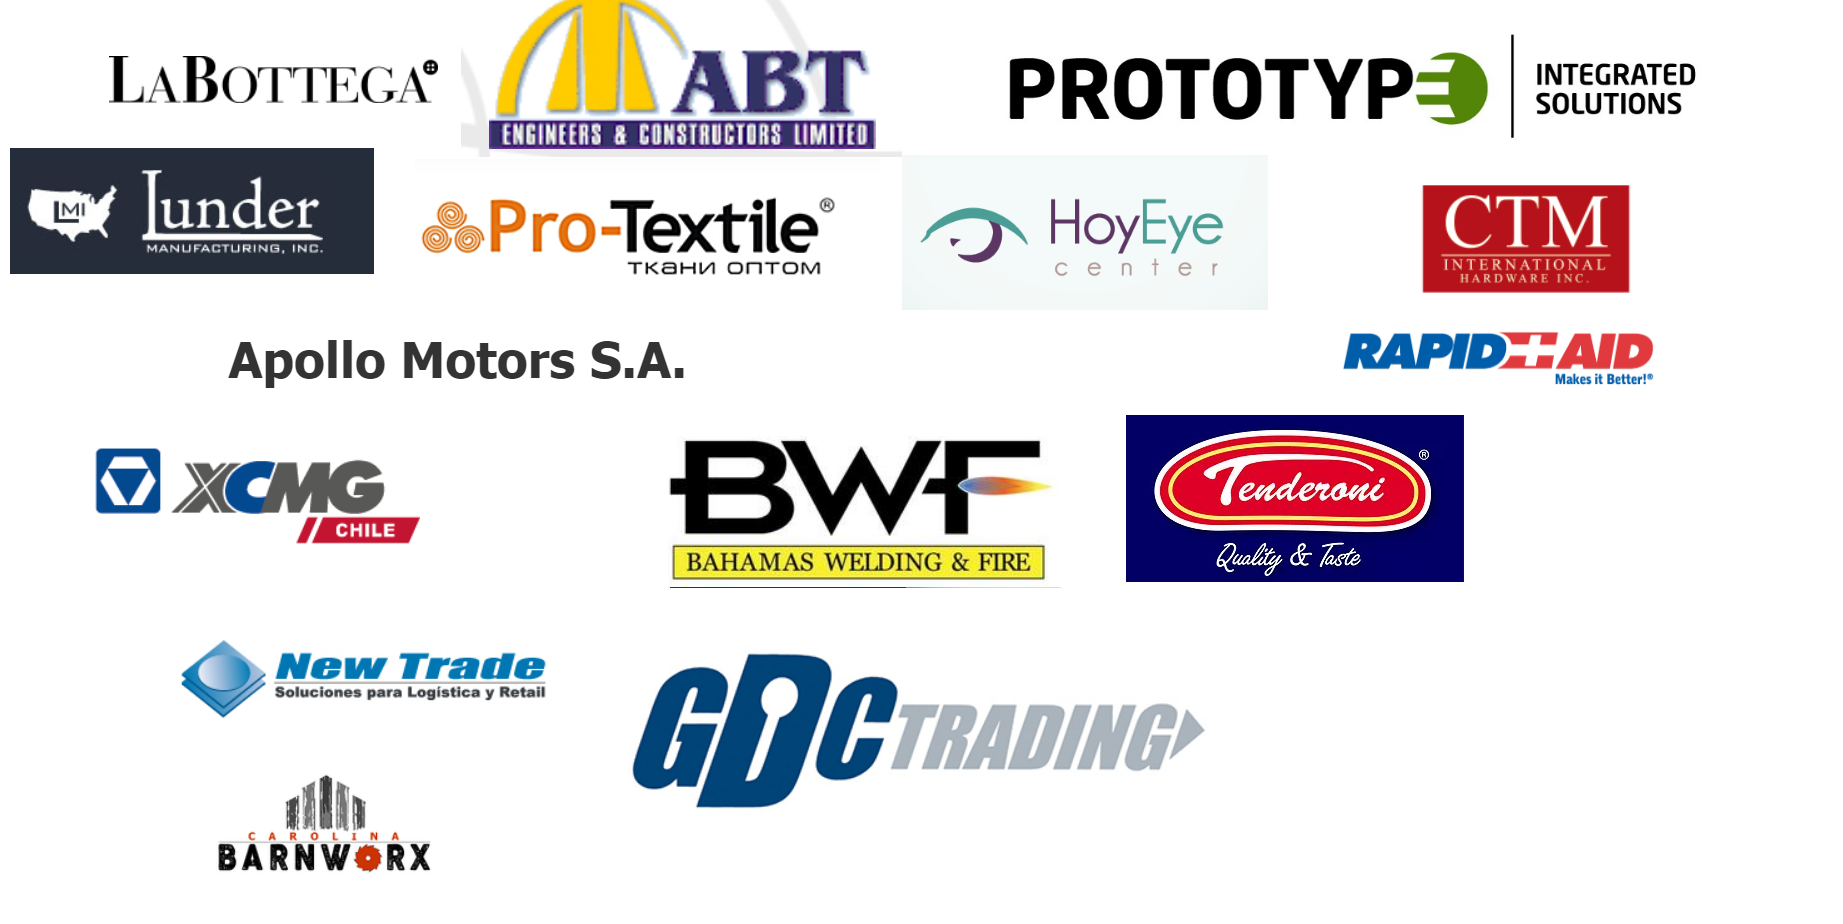 LABOTTEGA®
ABT
ENGINEERS & CONSTRUCTORS LIMITED
PROTOTYPE
INTEGRATED
SOLUTIONS
LMI
Lunder
MANUFACTURING, INC.
Pro-Textile®
ТКАНИ ОПТОМ
HoyEye
center
CTM
INTERNATIONAL
HARDWARE INC.
Apollo Motors S.A.
RAPID AID
Makes it Better!®
XCMG
CHILE
BWF
BAHAMAS WELDING & FIRE
Tenderoni®
Quality & Taste
New Trade
Soluciones para Logística y Retail
GDC TRADING
CAROLINA
BARNWORX